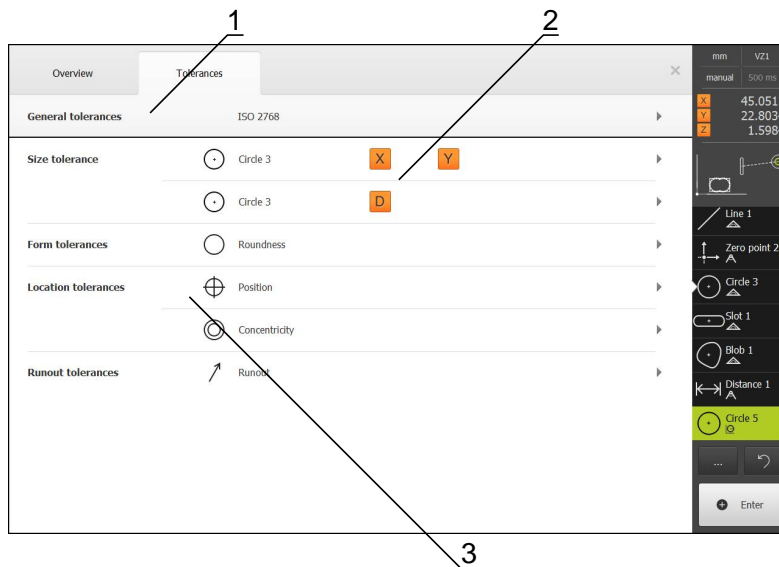 1 2
Overview Tolerances ×
General tolerances ISO 2768
Size tolerance Circle 3 X Y
Circle 3 D
Form tolerances Roundness
Location tolerances Position
Concentricity
Runout tolerances Runout
3
mm VZ1
manual 500 ms
X 45.051
Y 22.803
Z 1.598
Line 1
Zero point 2
Circle 3
Slot 1
Blob 1
Distance 1
Circle 5
...
Enter